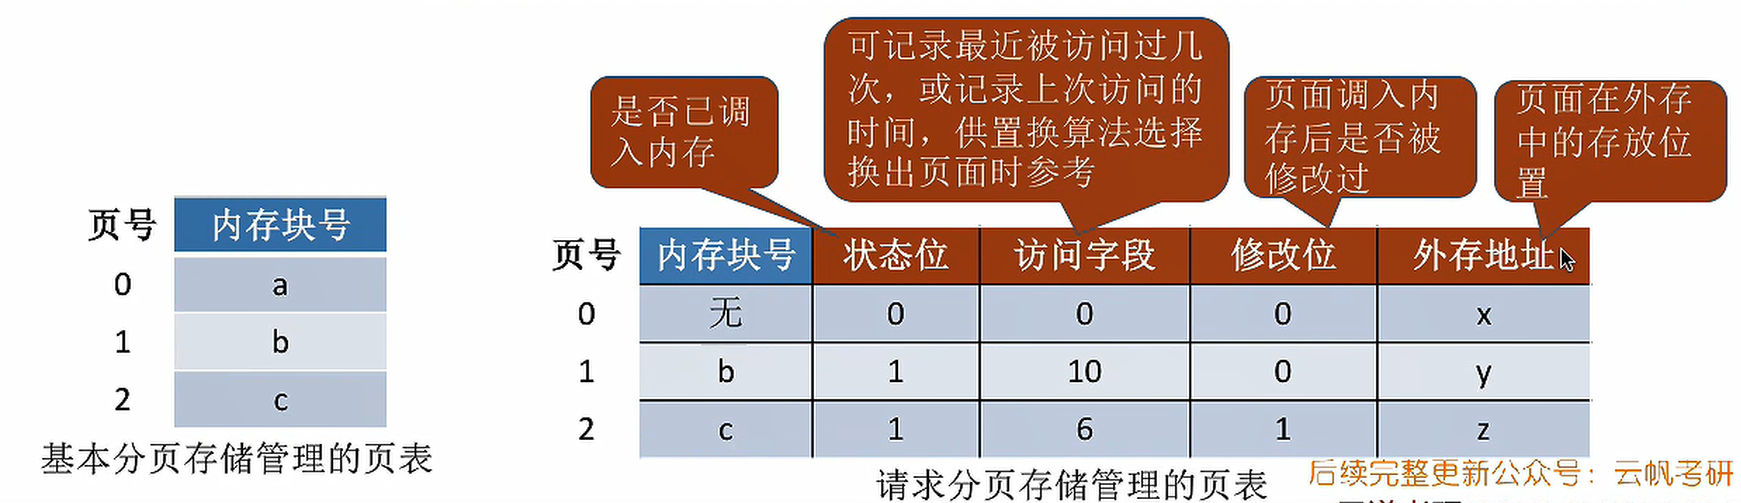 是否已调
入内存
可记录最近被访问过几
次，或记录上次访问的
时间，供置换算法选择
换出页面时参考
页面调入内
存后是否被
修改过
页面在外存
中的存放位
置
页号 内存块号
0 a
1 b
2 c
基本分页存储管理的页表
页号 内存块号 状态位 访问字段 修改位 外存地址
0 无 0 0 0 x
1 b 1 10 0 y
2 c 1 6 1 z
请求分页存储管理的页表
后续完整更新公众号：云帆考研